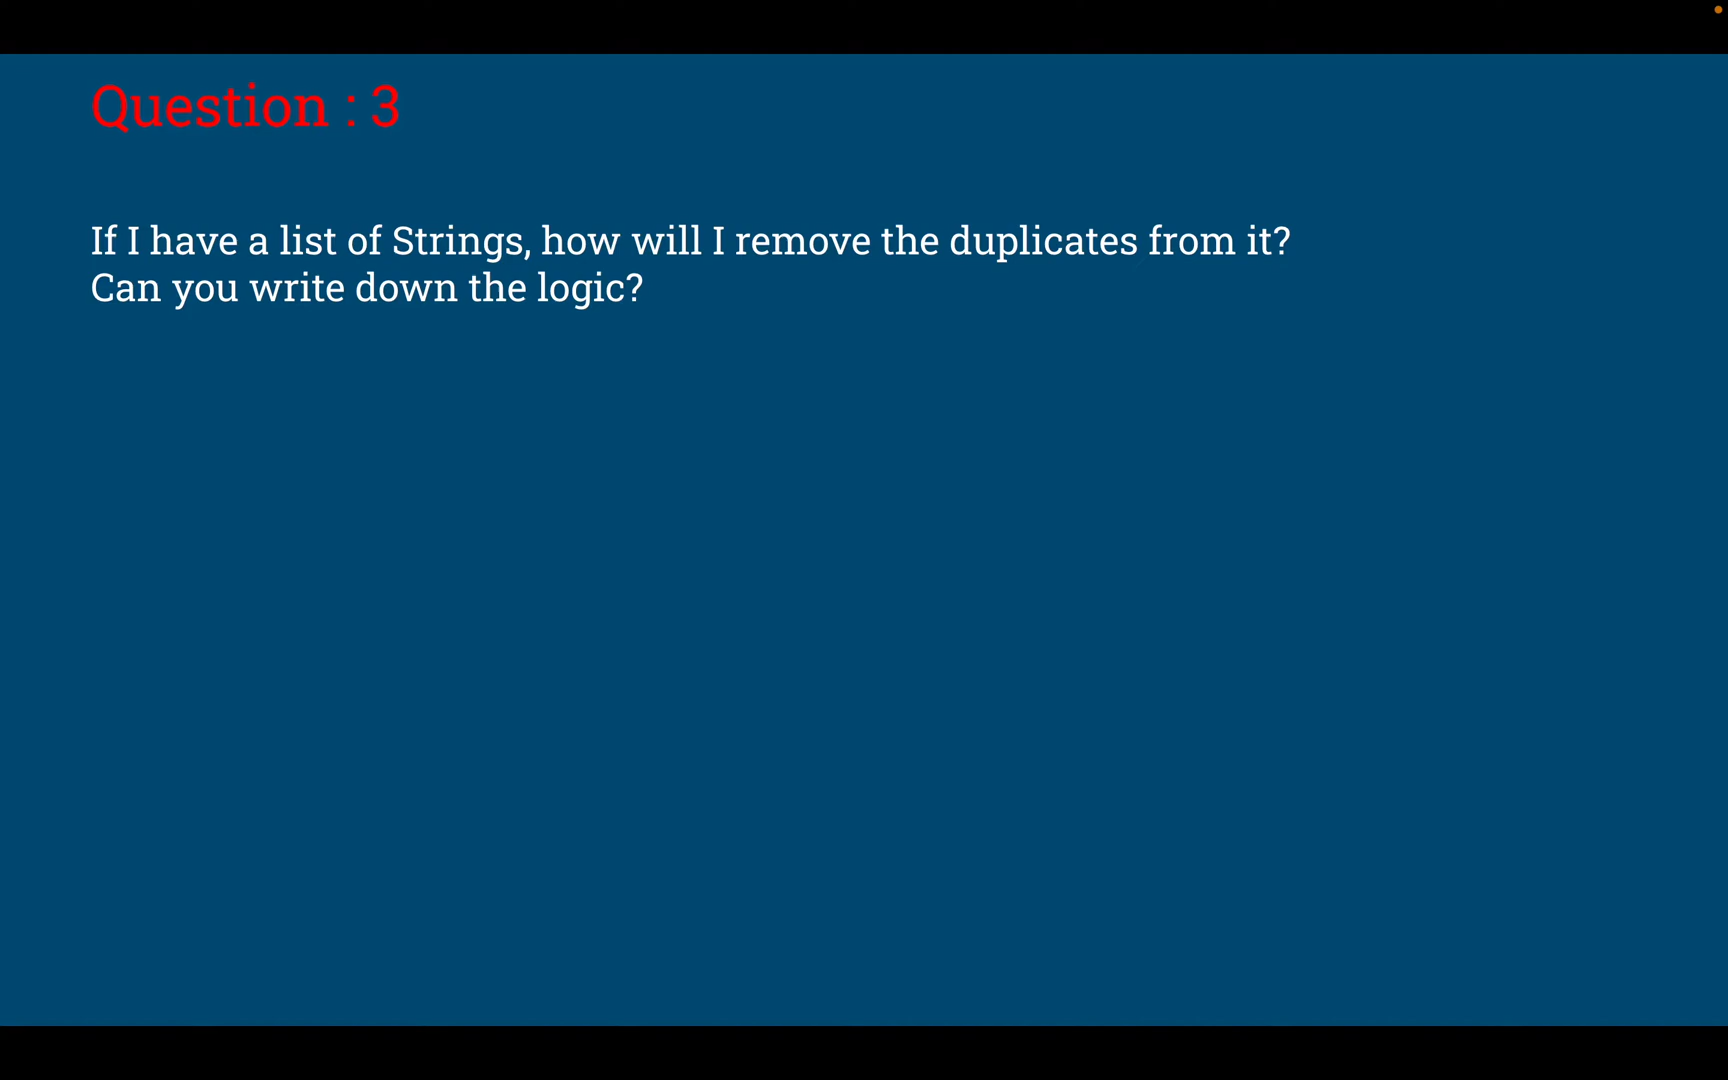 Question : 3
If I have a list of Strings, how will I remove the duplicates from it?
Can you write down the logic?